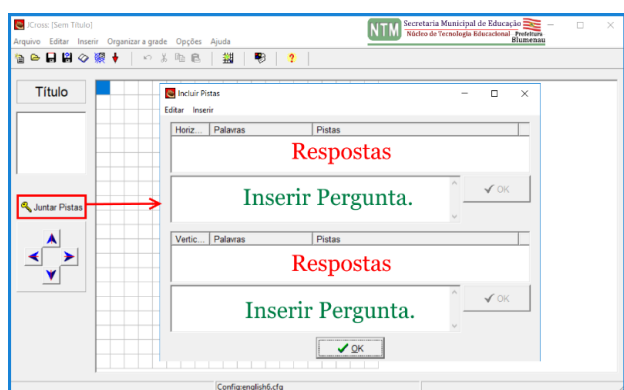 JCross: [Sem Título]
Arquivo Editar Inserir Organizar a grade Opções Ajuda
NTM
Secretaria Municipal de Educação
Núcleo de Tecnologia Educacional
Prefeitura
Blumenau
Título
Incluir Pistas
Editar Inserir
Horiz... Palavras Pistas
Respostas
Inserir Pergunta.
OK
Juntar Pistas
Vertic... Palavras Pistas
Respostas
Inserir Pergunta.
OK
OK
Config:english6.cfg